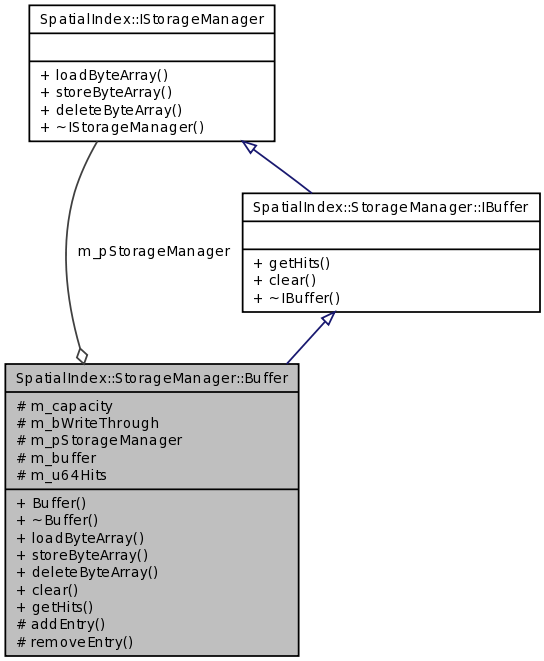 SpatialIndex::IStorageManager
+ loadByteArray()
+ storeByteArray()
+ deleteByteArray()
+ ~IStorageManager()
SpatialIndex::StorageManager::IBuffer
+ getHits()
+ clear()
+ ~IBuffer()
m_pStorageManager
SpatialIndex::StorageManager::Buffer
# m_capacity
# m_bWriteThrough
# m_pStorageManager
# m_buffer
# m_u64Hits
+ Buffer()
+ ~Buffer()
+ loadByteArray()
+ storeByteArray()
+ deleteByteArray()
+ clear()
+ getHits()
# addEntry()
# removeEntry()